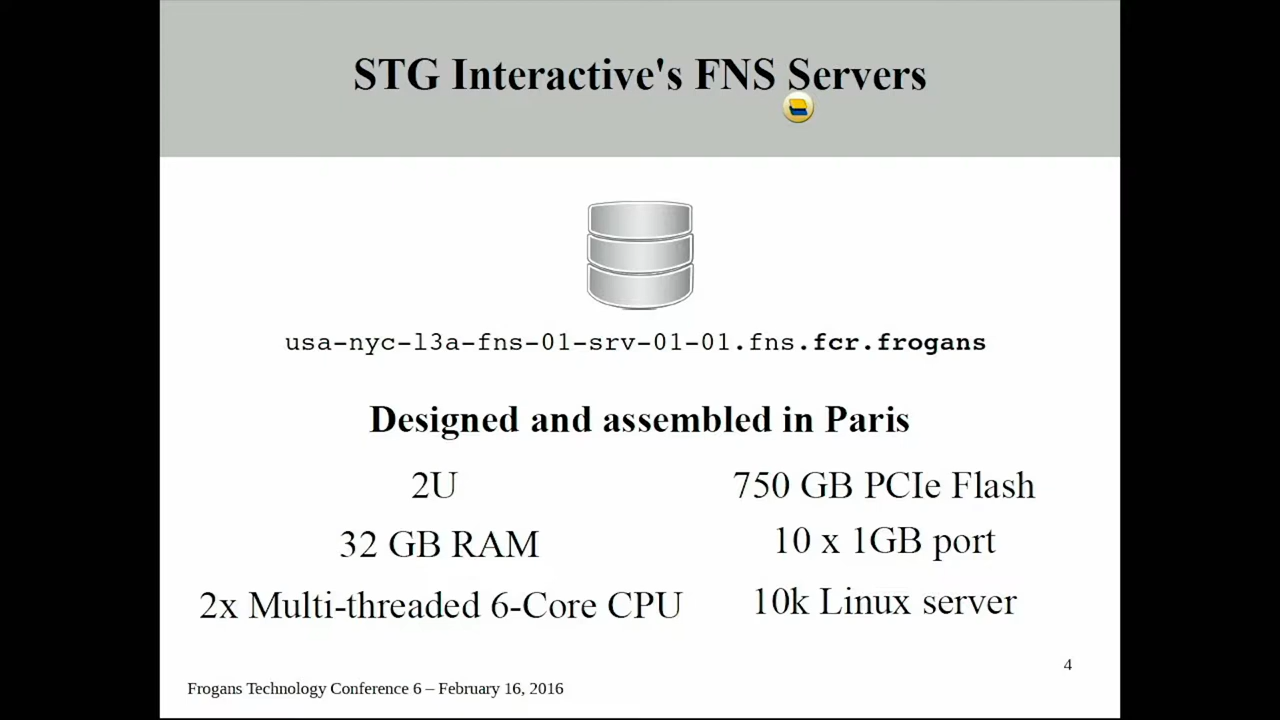 STG Interactive's FNS Servers
usa-nyc-l3a-fns-01-srv-01-01.fns.fcr.frogans
Designed and assembled in Paris
2U
750 GB PCIe Flash
32 GB RAM
10 x 1GB port
2x Multi-threaded 6-Core CPU
10k Linux server
4
Frogans Technology Conference 6 – February 16, 2016